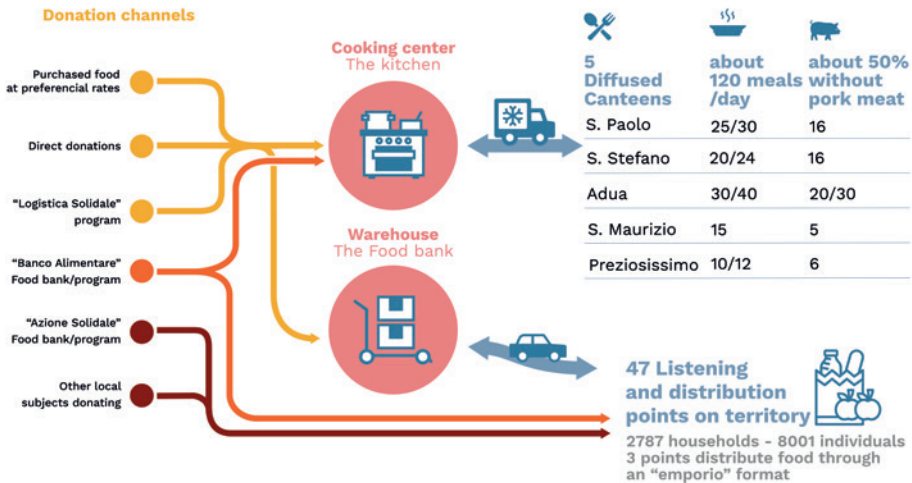 Donation channels
Purchased food
at preferencial rates
Direct donations
“Logistica Solidale”
program
“Banco Alimentare”
Food bank/program
“Azione Solidale”
Food bank/program
Other local
subjects donating
Cooking center
The kitchen
Warehouse
The Food bank
5
Diffused
Canteens
about
120 meals
/day
about 50%
without
pork meat
S. Paolo 25/30 16
S. Stefano 20/24 16
Adua 30/40 20/30
S. Maurizio 15 5
Preziosissimo 10/12 6
47 Listening
and distribution
points on territory
2787 households - 8001 individuals
3 points distribute food through
an “emporio” format